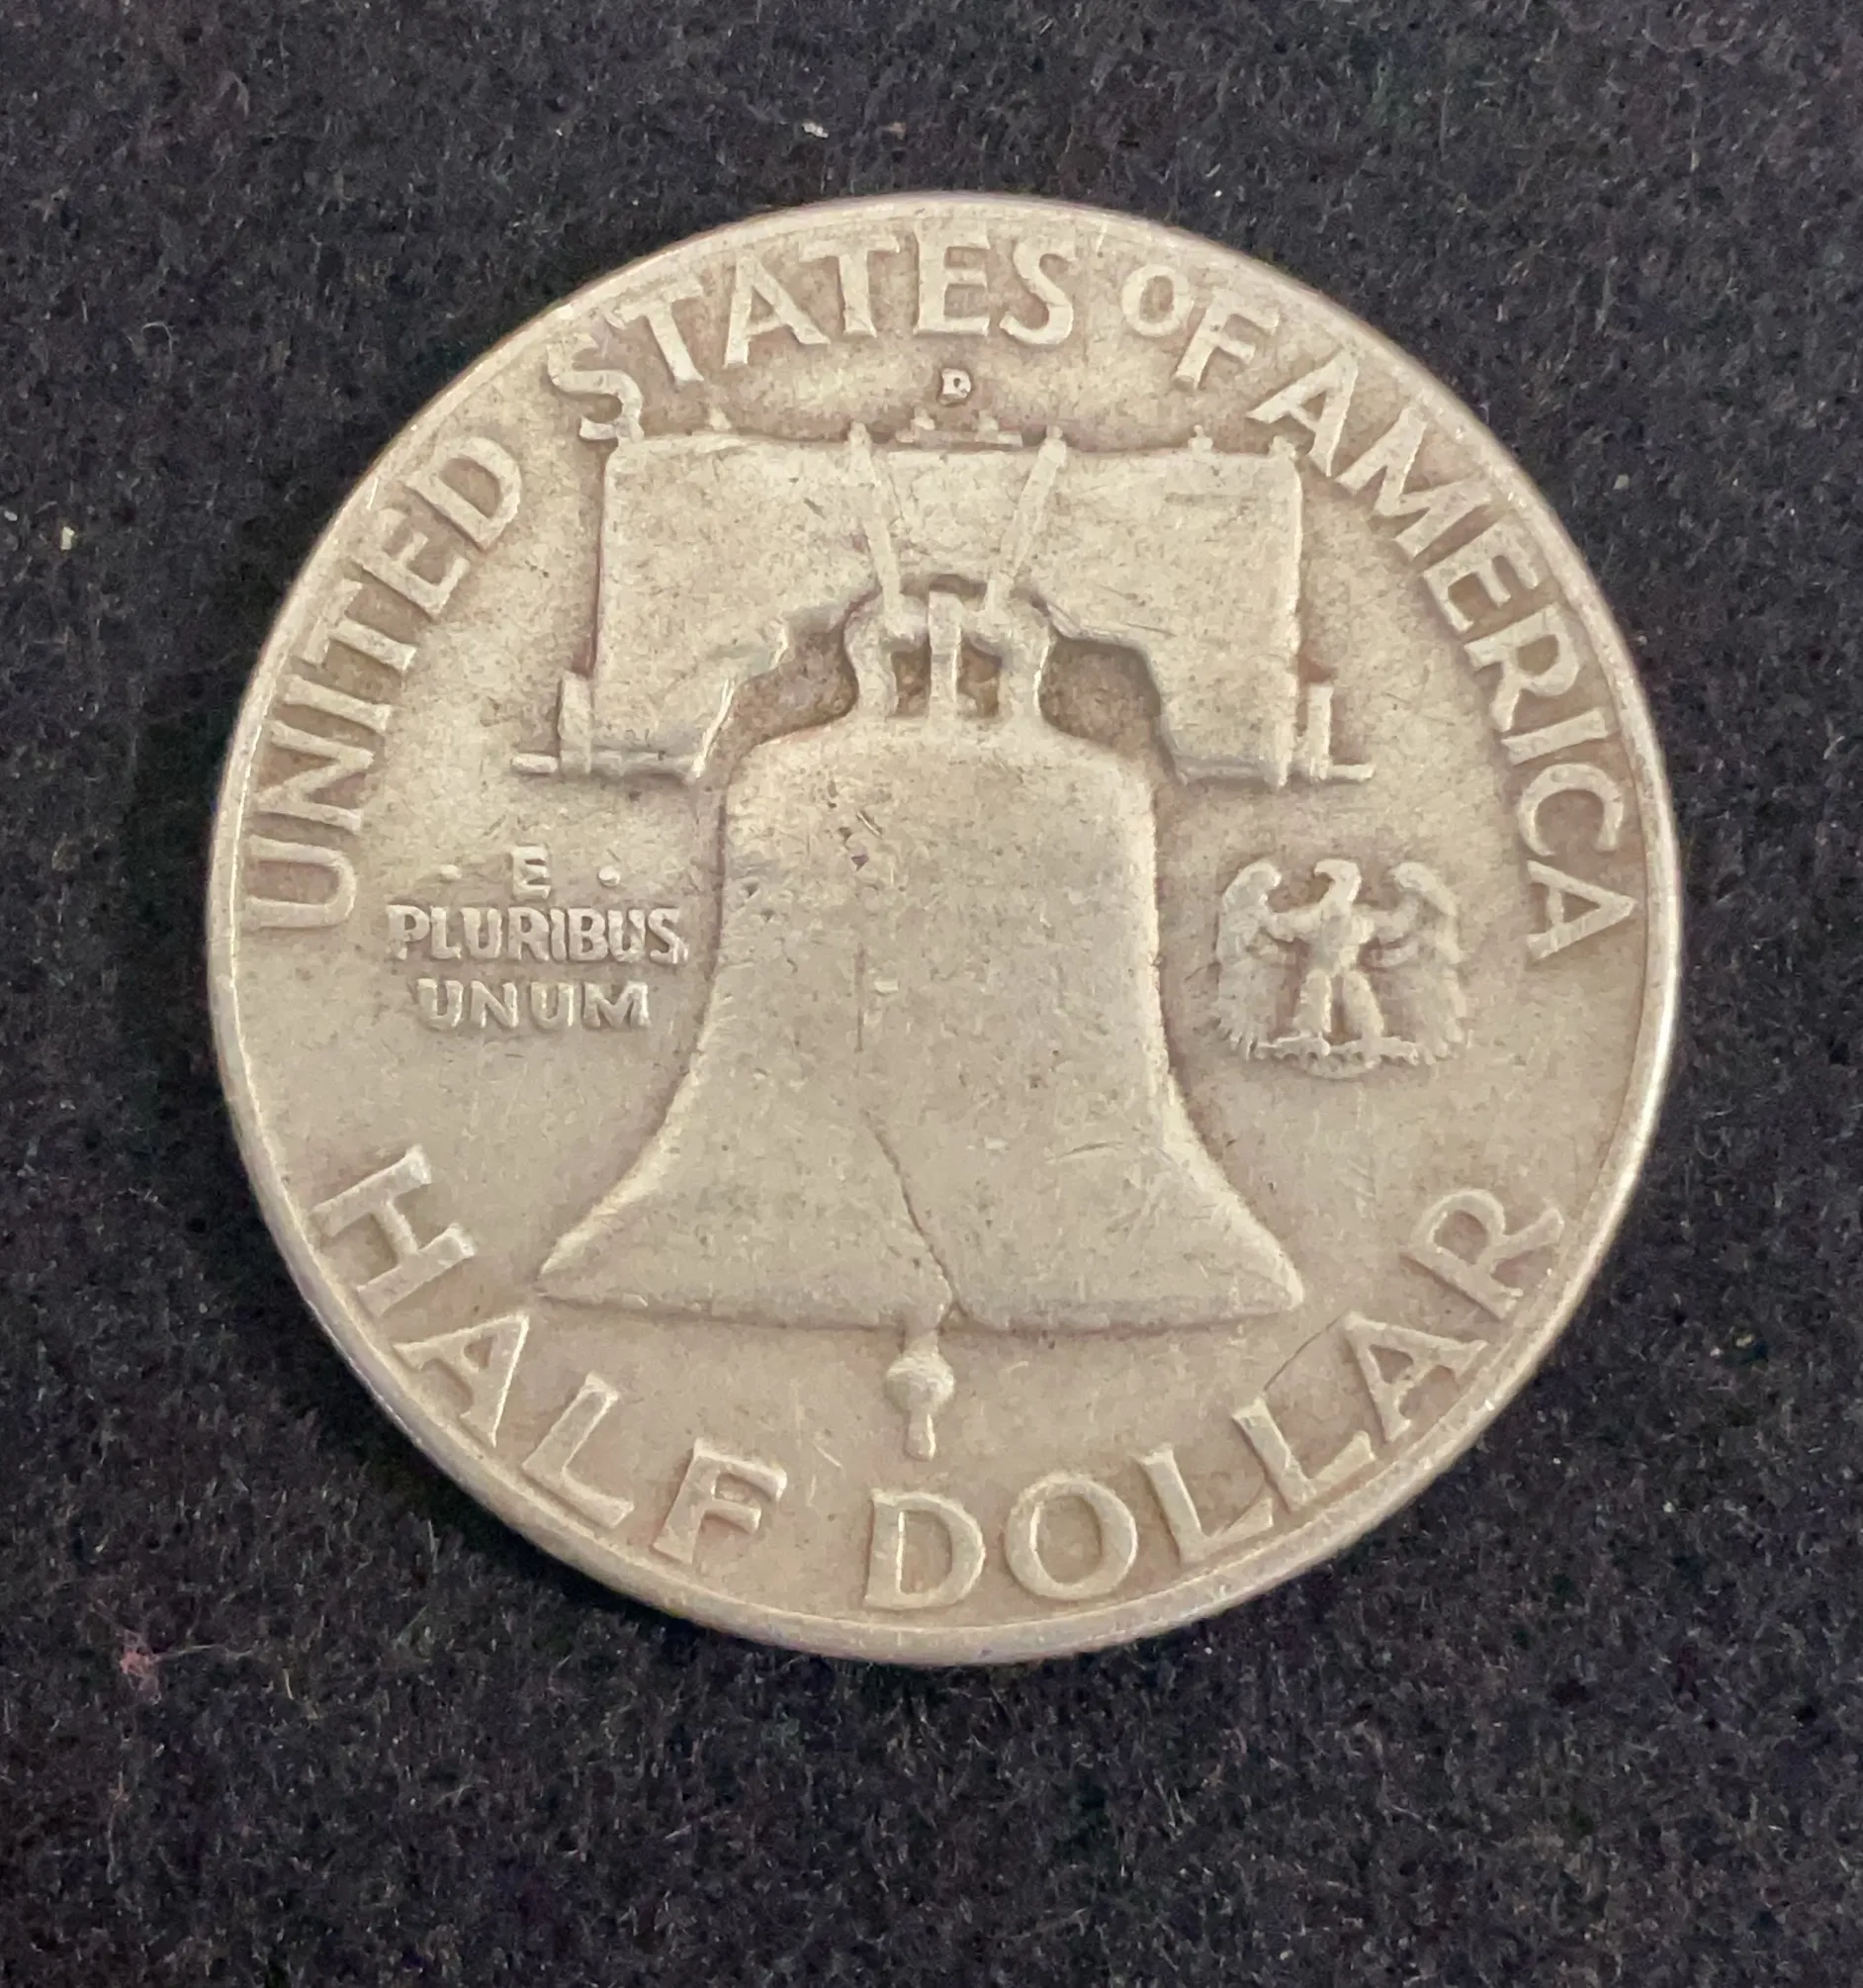 UNITED STATES OF AMERICA
D
· E ·
PLURIBUS
UNUM
HALF DOLLAR